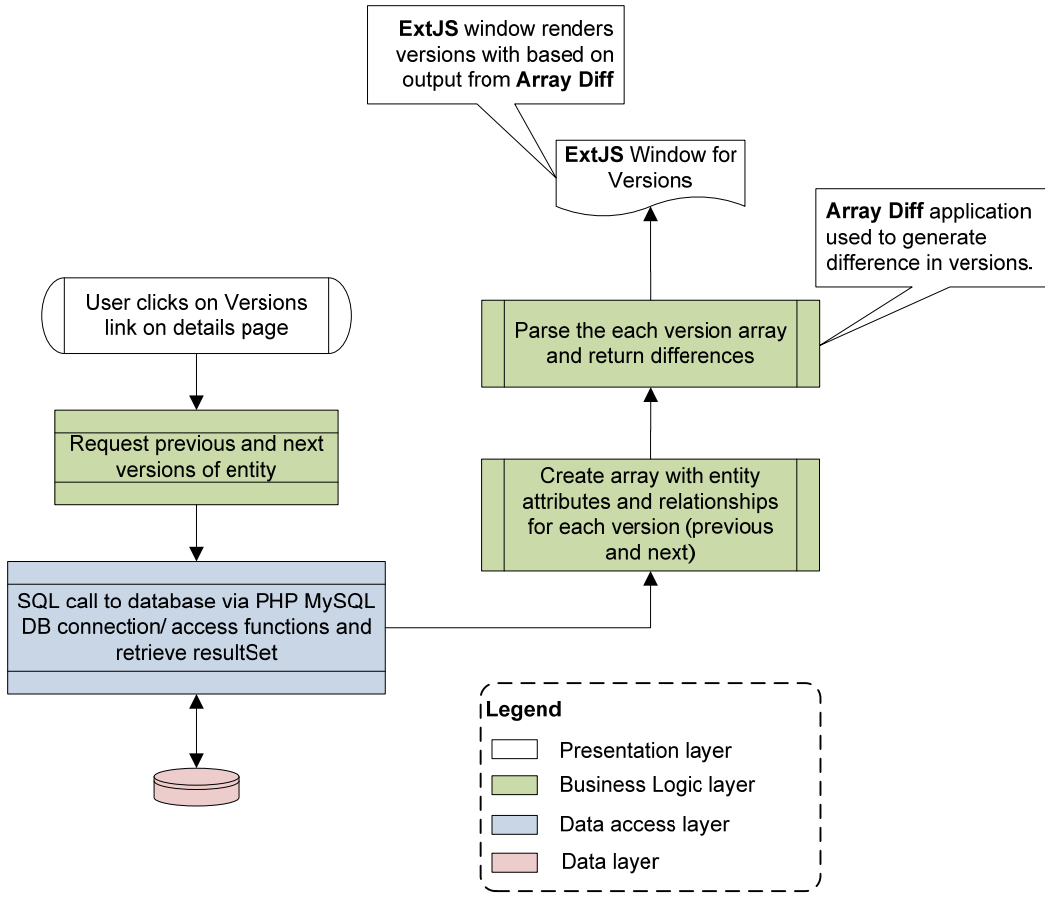 ExtJS window renders
versions with based on
output from Array Diff
ExtJS Window for
Versions
Array Diff application
used to generate
difference in versions.
User clicks on Versions
link on details page
Parse the each version array
and return differences
Request previous and next
versions of entity
Create array with entity
attributes and relationships
for each version (previous
and next)
SQL call to database via PHP MySQL
DB connection/ access functions and
retrieve resultSet
Legend
Presentation layer
Business Logic layer
Data access layer
Data layer